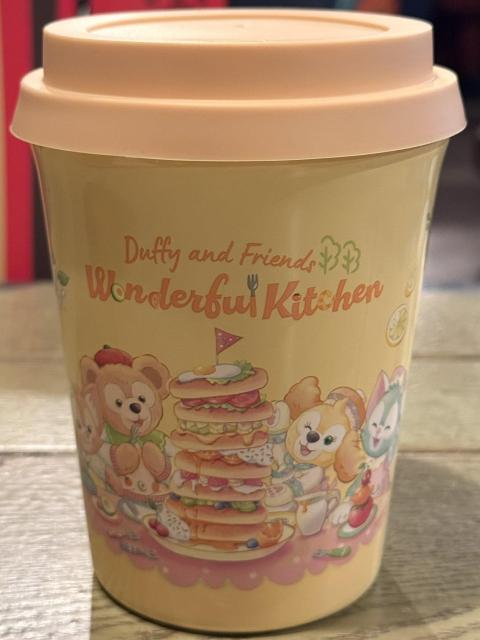 Duffy and Friends
Wonderful Kitchen